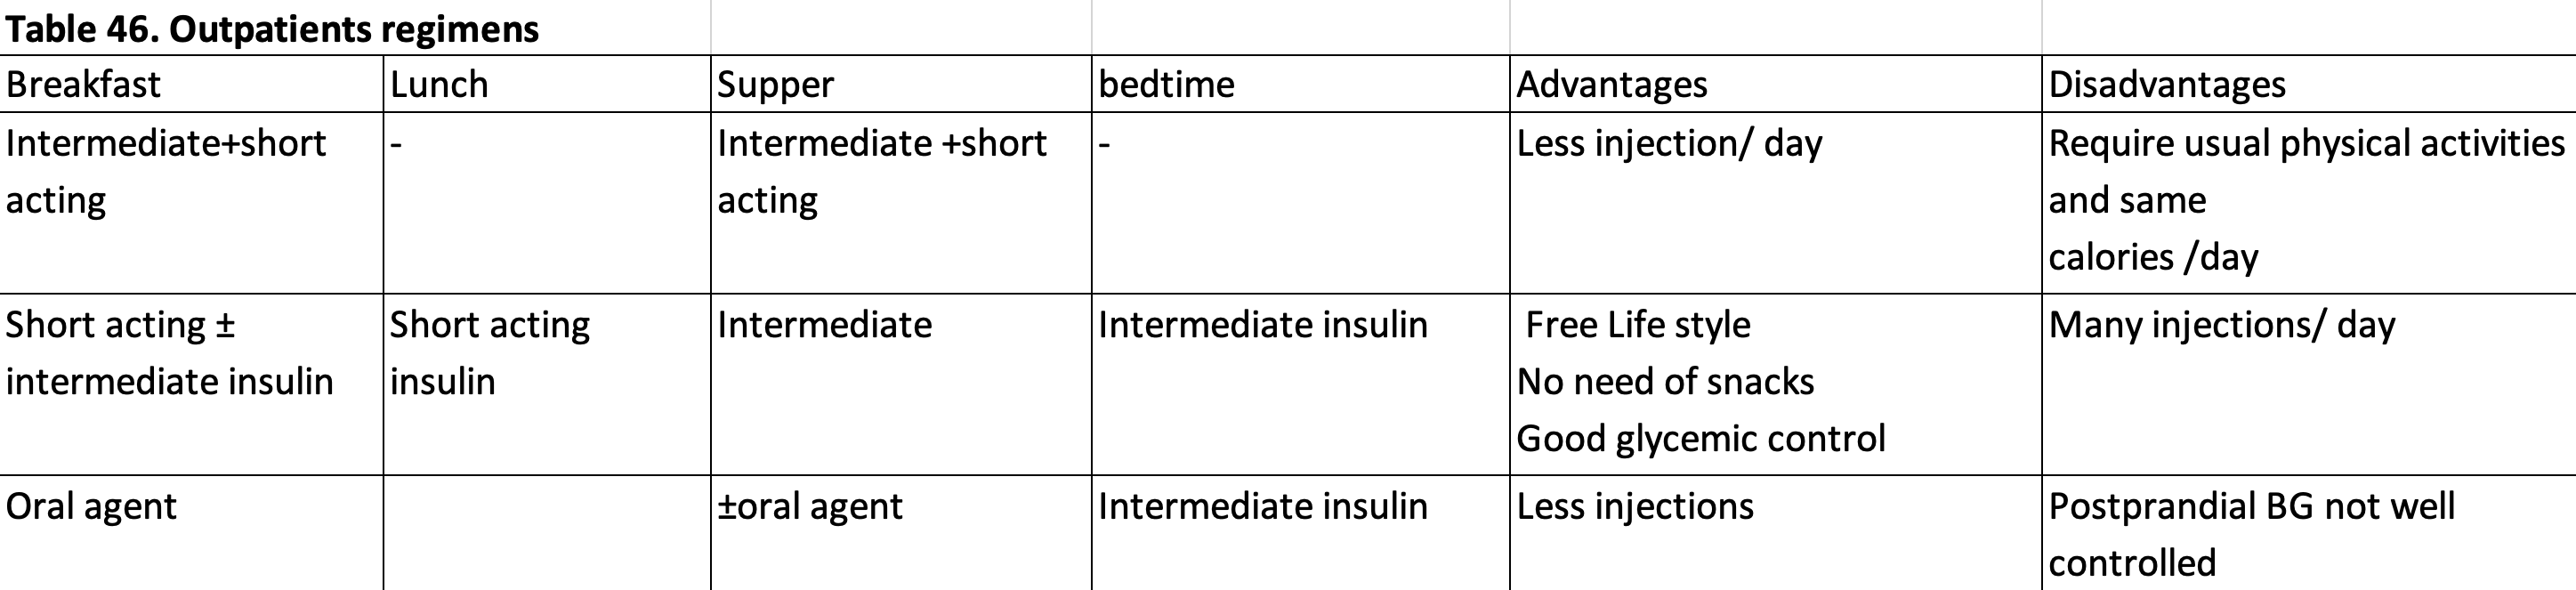 Table 46. Outpatients regimens
Breakfast Lunch Supper bedtime Advantages Disadvantages
Intermediate+short - Intermediate +short - Less injection/ day Require usual physical activities
acting acting and same
calories /day
Short acting ± Short acting Intermediate Intermediate insulin Free Life style Many injections/ day
intermediate insulin insulin No need of snacks
Good glycemic control
Oral agent ±oral agent Intermediate insulin Less injections Postprandial BG not well
controlled